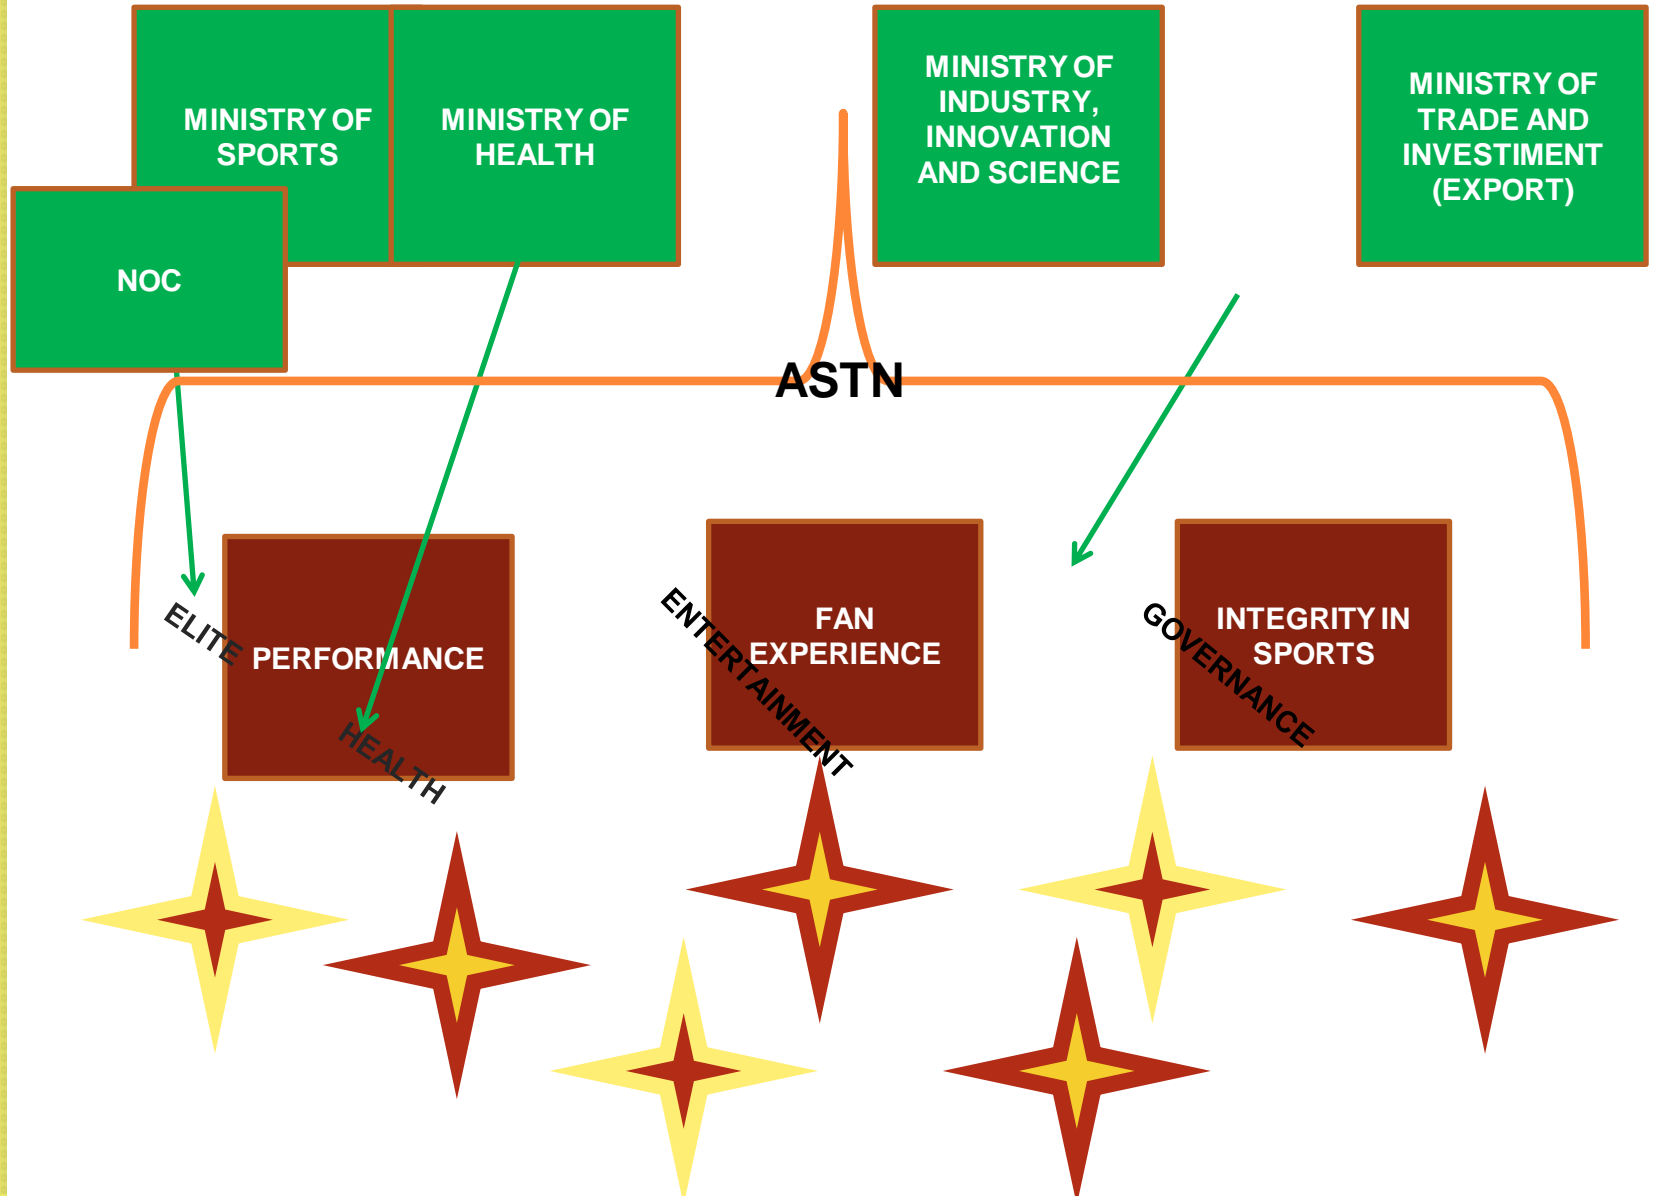 MINISTRY OF
SPORTS
MINISTRY OF
HEALTH
MINISTRY OF
INDUSTRY,
INNOVATION
AND SCIENCE
MINISTRY OF
TRADE AND
INVESTIMENT
(EXPORT)
NOC
ASTN
ELITE
PERFORMANCE
HEALTH
FAN
EXPERIENCE
ENTERTAINMENT
INTEGRITY IN
SPORTS
GOVERNANCE